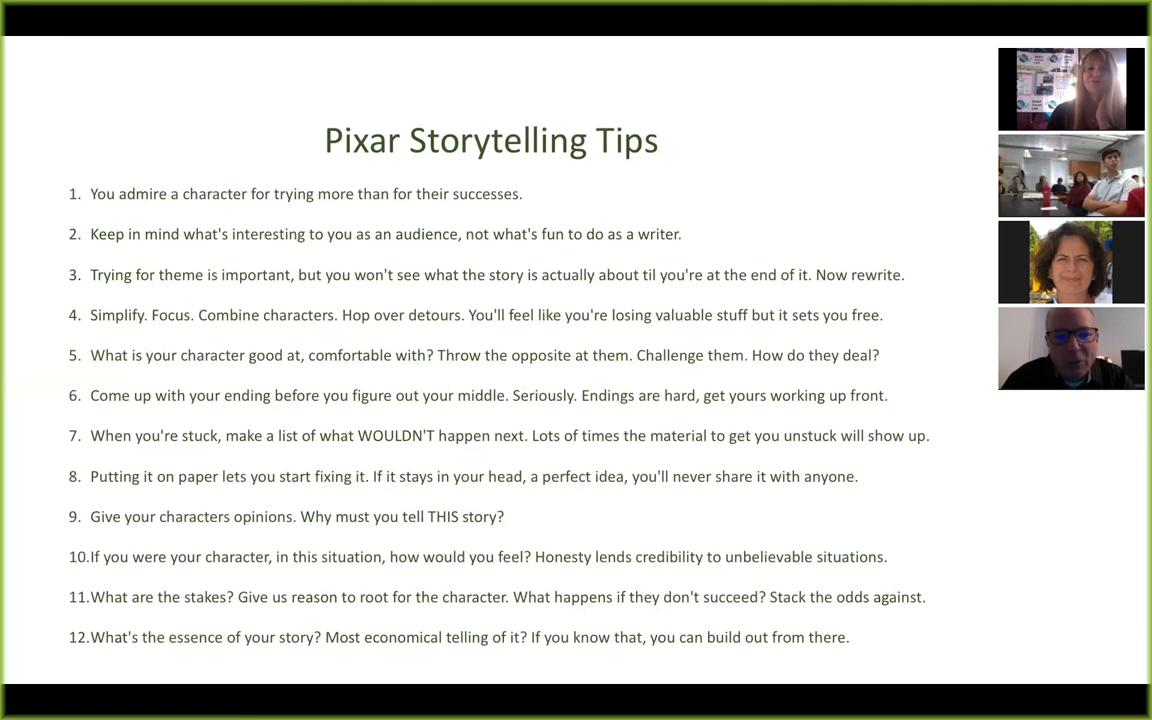 Pixar Storytelling Tips
1. You admire a character for trying more than for their successes.
2. Keep in mind what's interesting to you as an audience, not what's fun to do as a writer.
3. Trying for theme is important, but you won't see what the story is actually about til you're at the end of it. Now rewrite.
4. Simplify. Focus. Combine characters. Hop over detours. You'll feel like you're losing valuable stuff but it sets you free.
5. What is your character good at, comfortable with? Throw the opposite at them. Challenge them. How do they deal?
6. Come up with your ending before you figure out your middle. Seriously. Endings are hard, get yours working up front.
7. When you're stuck, make a list of what WOULDN'T happen next. Lots of times the material to get you unstuck will show up.
8. Putting it on paper lets you start fixing it. If it stays in your head, a perfect idea, you'll never share it with anyone.
9. Give your characters opinions. Why must you tell THIS story?
10.If you were your character, in this situation, how would you feel? Honesty lends credibility to unbelievable situations.
11.What are the stakes? Give us reason to root for the character. What happens if they don't succeed? Stack the odds against.
12.What's the essence of your story? Most economical telling of it? If you know that, you can build out from there.